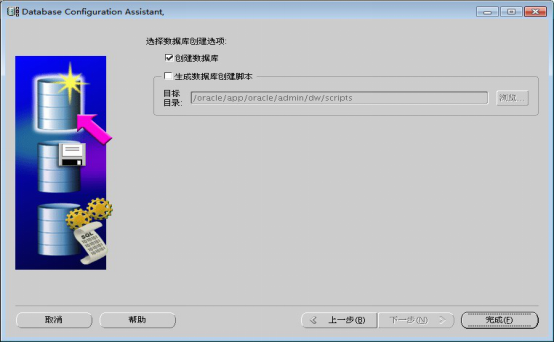 Database Configuration Assistant,
选择数据库创建选项:
创建数据库
生成数据库创建脚本
目标
目录:
/oracle/app/oracle/admin/dw/scripts
浏览...
SQL
取消
帮助
上一步(B)
下一步(N)
完成(F)